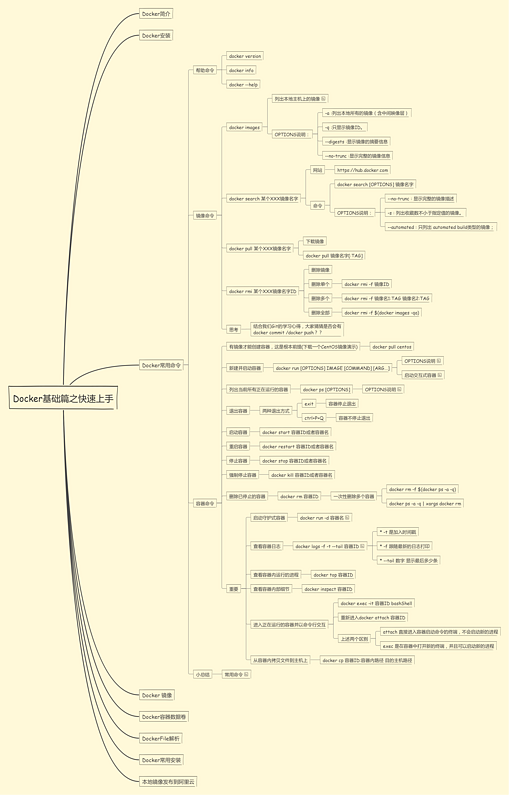 Docker基础篇之快速上手
Docker简介
Docker安装
Docker常用命令
帮助命令
docker version
docker info
docker --help
镜像命令
docker images
列出本地主机上的镜像
OPTIONS说明：
-a :列出本地所有的镜像（含中间映像层）
-q :只显示镜像ID。
--digests :显示镜像的摘要信息
--no-trunc :显示完整的镜像信息
docker search 某个XXX镜像名字
网站
https://hub.docker.com
命令
docker search [OPTIONS] 镜像名字
OPTIONS说明：
--no-trunc : 显示完整的镜像描述
-s : 列出收藏数不小于指定值的镜像。
--automated : 只列出 automated build类型的镜像；
docker pull 某个XXX镜像名字
下载镜像
docker pull 镜像名字[:TAG]
docker rmi 某个XXX镜像名字ID
删除镜像
删除单个
docker rmi -f 镜像ID
删除多个
docker rmi -f 镜像名1:TAG 镜像名2:TAG
删除全部
docker rmi -f $(docker images -qa)
思考
结合我们Git的学习心得，大家猜猜是否会有
docker commit /docker push？？
容器命令
有镜像才能创建容器，这是根本前提(下载一个CentOS镜像演示)
docker pull centos
新建并启动容器
docker run [OPTIONS] IMAGE [COMMAND] [ARG...]
OPTIONS说明
启动交互式容器
列出当前所有正在运行的容器
docker ps [OPTIONS]
OPTIONS说明
退出容器
两种退出方式
exit
容器停止退出
ctrl+P+Q
容器不停止退出
启动容器
docker start 容器ID或者容器名
重启容器
docker restart 容器ID或者容器名
停止容器
docker stop 容器ID或者容器名
强制停止容器
docker kill 容器ID或者容器名
删除已停止的容器
docker rm 容器ID
一次性删除多个容器
docker rm -f $(docker ps -a -q)
docker ps -a -q | xargs docker rm
重要
启动守护式容器
docker run -d 容器名
查看容器日志
docker logs -f -t --tail 容器ID
* -t 是加入时间戳
* -f 跟随最新的日志打印
* --tail 数字 显示最后多少条
查看容器内运行的进程
docker top 容器ID
查看容器内部细节
docker inspect 容器ID
进入正在运行的容器并以命令行交互
docker exec -it 容器ID bashShell
重新进入docker attach 容器ID
上述两个区别
attach 直接进入容器启动命令的终端，不会启动新的进程
exec 是在容器中打开新的终端，并且可以启动新的进程
从容器内拷贝文件到主机上
docker cp 容器ID:容器内路径 目的主机路径
小总结
常用命令
Docker 镜像
Docker容器数据卷
DockerFile解析
Docker常用安装
本地镜像发布到阿里云